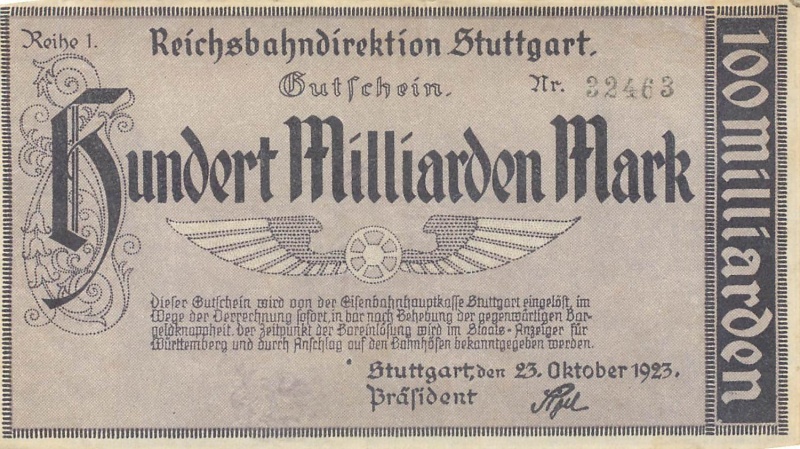 Reihe 1.
Reichsbahndirektion Stuttgart.
Gutschein.
Nr. 32463
Hundert Milliarden Mark
Dieser Gutschein wird von der Eisenbahnhauptkasse Stuttgart eingelöst, im
Wege der Verrechnung sofort, in bar nach Behebung der gegenwärtigen Bar-
geldknappheit. Der Zeitpunkt der Bareinlösung wird im Staats-Anzeiger für
Württemberg und durch Anschlag auf den Bahnhöfen bekanntgegeben werden.
Stuttgart, den 23. Oktober 1923.
Präsident
100 milliarden